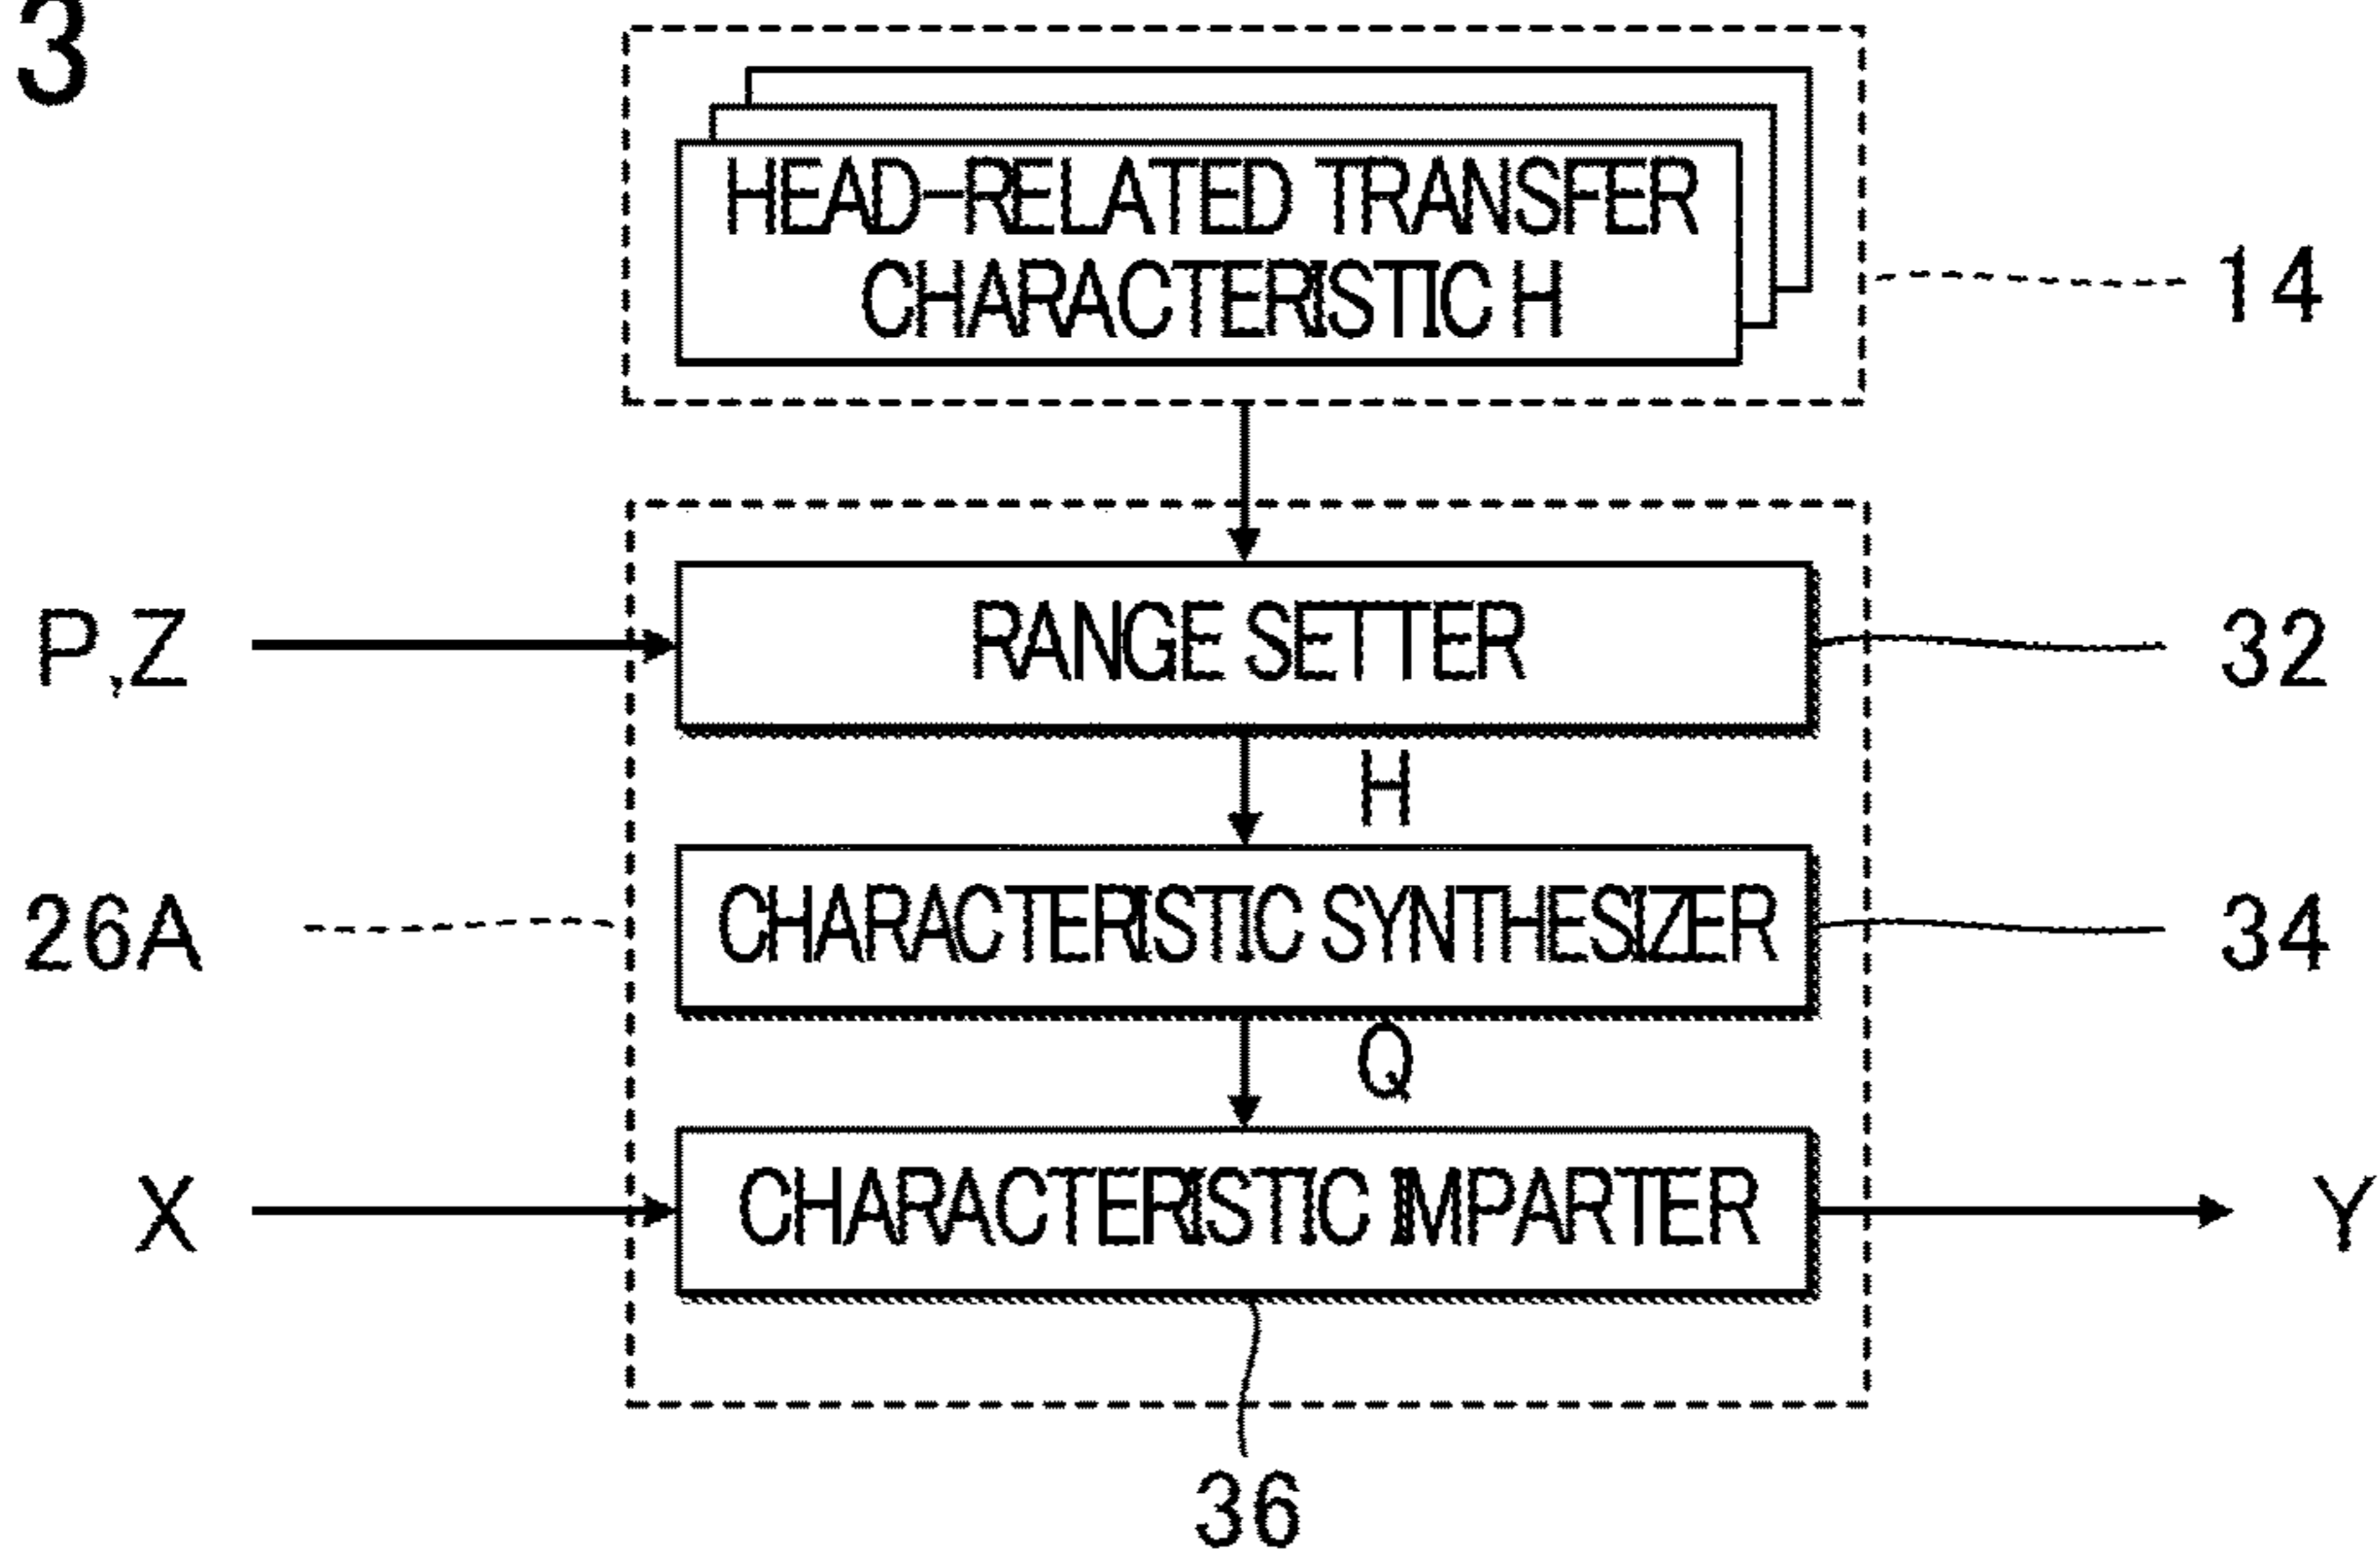 3
HEAD-RELATED TRANSFER
CHARACTERISTIC H
14
P,Z
RANGE SETTER
32
H
26A
CHARACTERISTIC SYNTHESIZER
34
Q
X
CHARACTERISTIC IMPARTER
Y
36